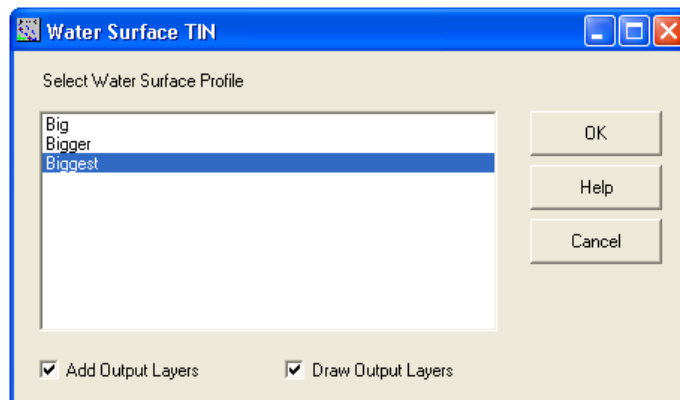 Water Surface TIN
Select Water Surface Profile
Big
Bigger
Biggest
OK
Help
Cancel
Add Output Layers
Draw Output Layers